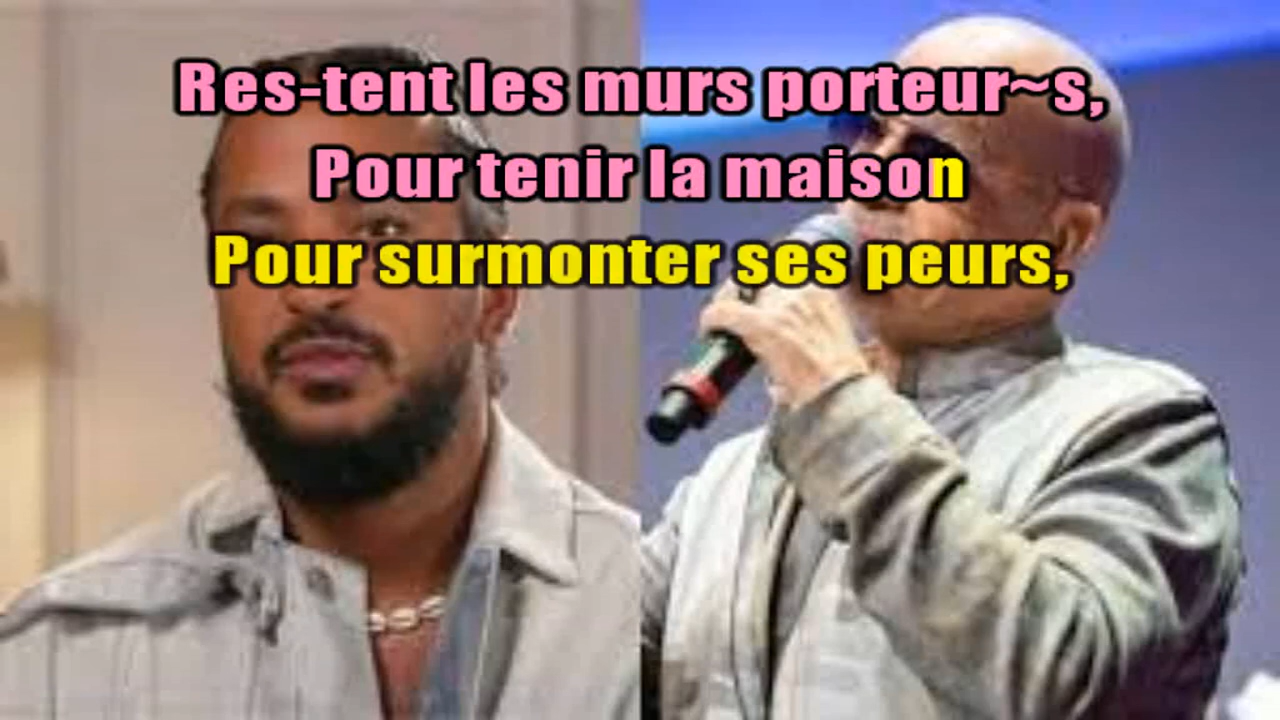 Res-tent les murs porteur~s,
Pour tenir la maison
Pour surmonter ses peurs,